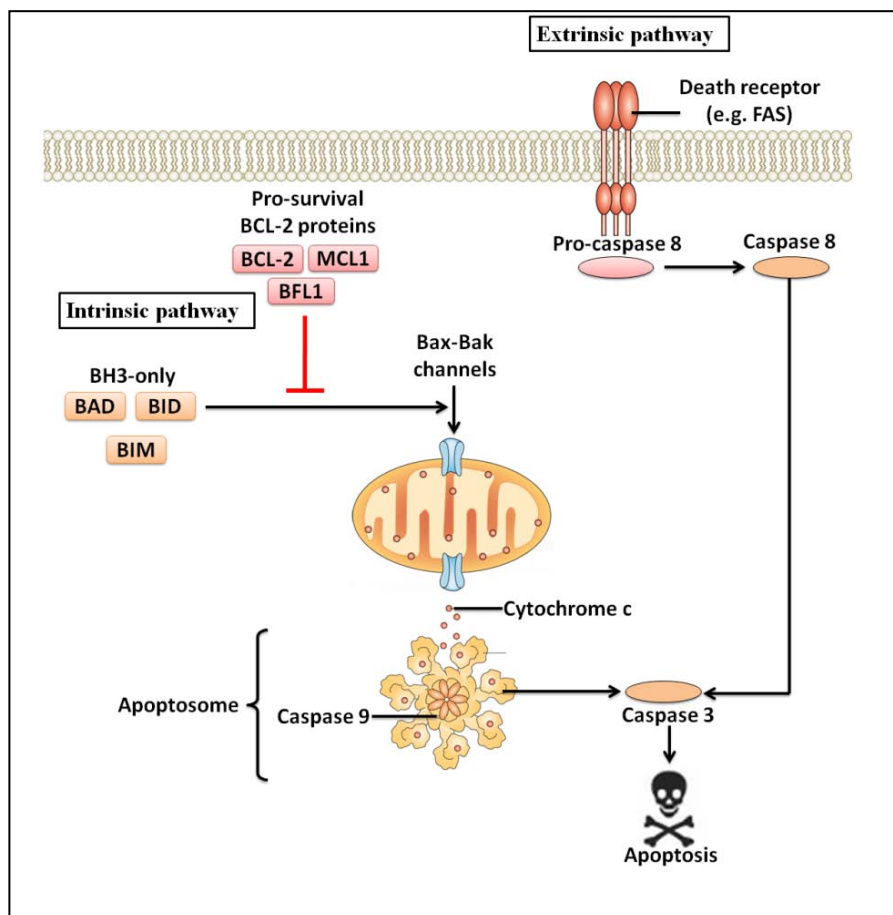 Extrinsic pathway
Death receptor
(e.g. FAS)
Pro-survival
BCL-2 proteins
BCL-2 MCL1
BFL1
Pro-caspase 8
Caspase 8
Intrinsic pathway
BH3-only
BAD BID
BIM
Bax-Bak
channels
Cytochrome c
Apoptosome
Caspase 9
Caspase 3
Apoptosis